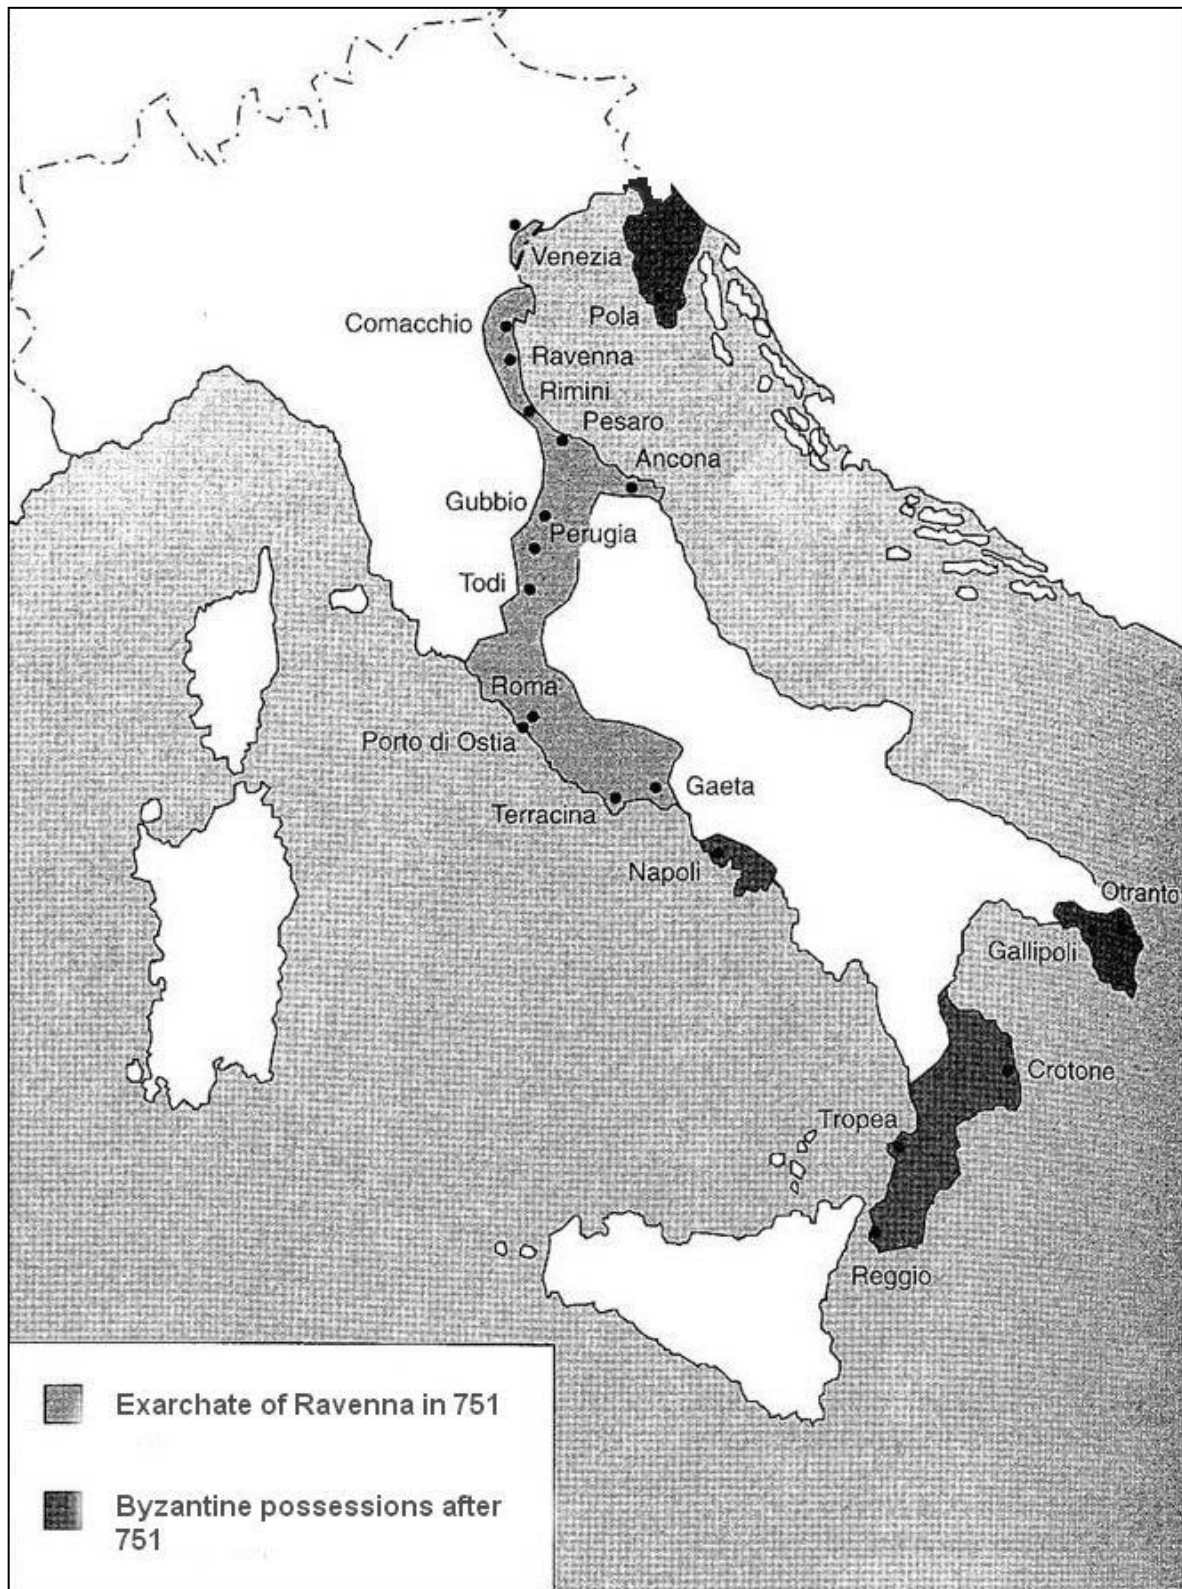 Venezia
Pola
Comacchio
Ravenna
Rimini
Pesaro
Ancona
Gubbio
Perugia
Todi
Roma
Porto di Ostia
Gaeta
Terracina
Napoli
Otranto
Gallipoli
Crotone
Tropea
Reggio
Exarchate of Ravenna in 751
Byzantine possessions after
751